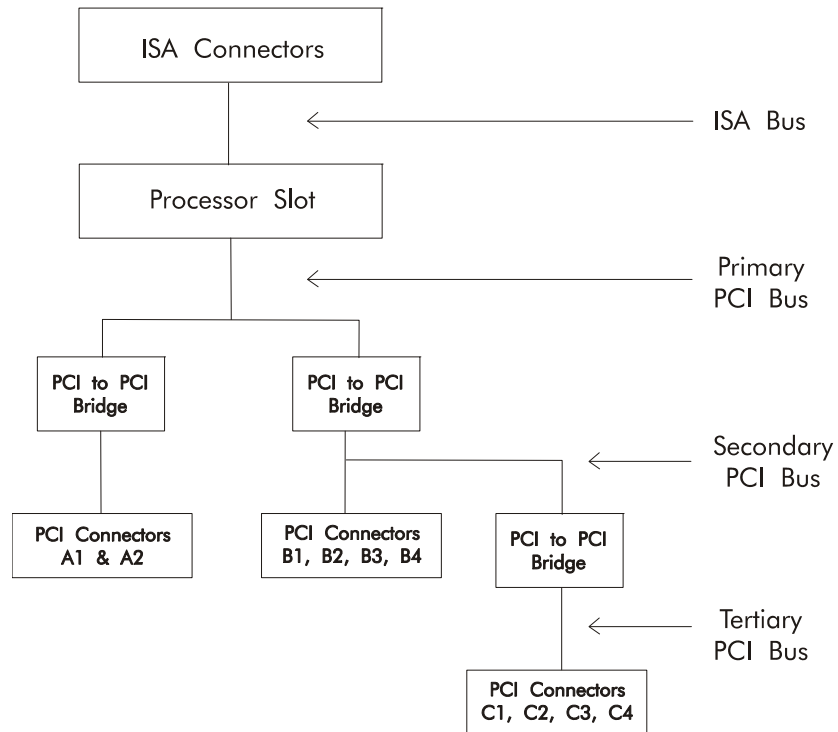 ISA Connectors
ISA Bus
Processor Slot
Primary
PCI Bus
PCI to PCI
Bridge
PCI to PCI
Bridge
Secondary
PCI Bus
PCI Connectors
A1 & A2
PCI Connectors
B1, B2, B3, B4
PCI to PCI
Bridge
Tertiary
PCI Bus
PCI Connectors
C1, C2, C3, C4